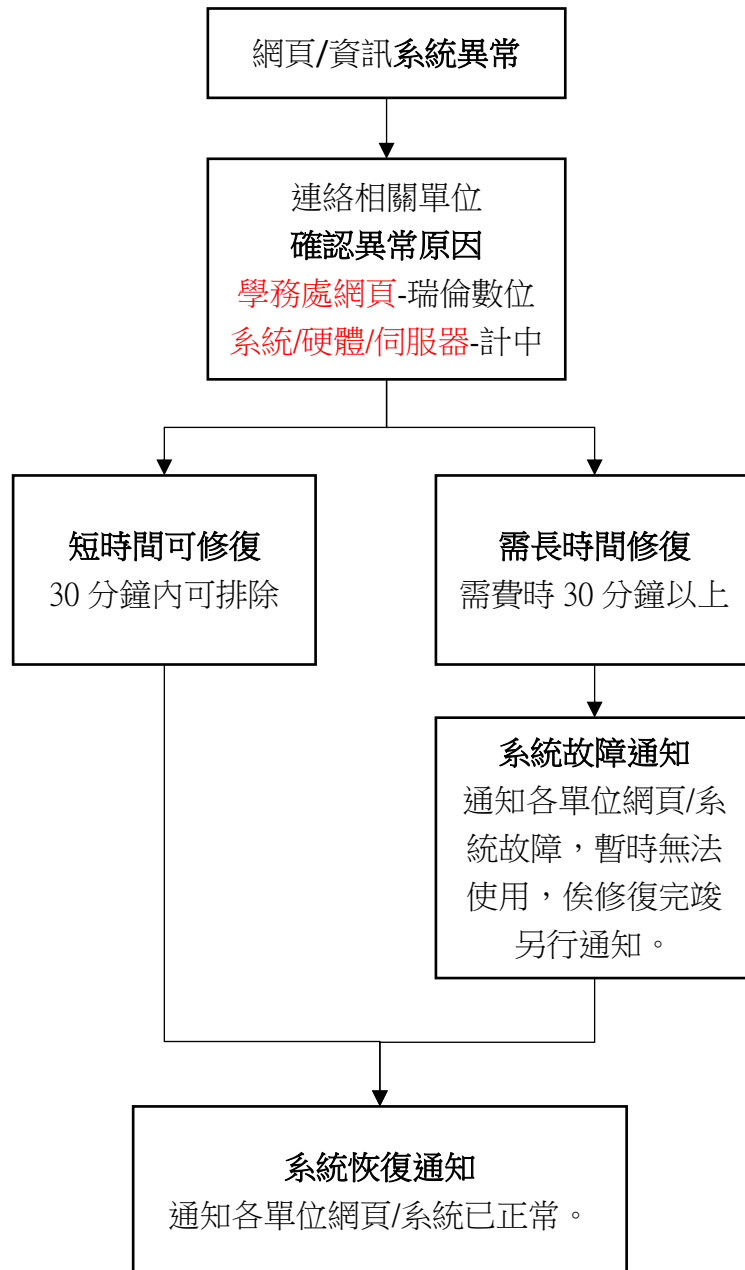 網頁/資訊系統異常
連絡相關單位
確認異常原因
學務處網頁-瑞倫數位
系統/硬體/伺服器-計中
短時間可修復
30 分鐘內可排除
需長時間修復
需費時 30 分鐘以上
系統故障通知
通知各單位網頁/系
統故障，暫時無法
使用，俟修復完竣
另行通知。
系統恢復通知
通知各單位網頁/系統已正常。